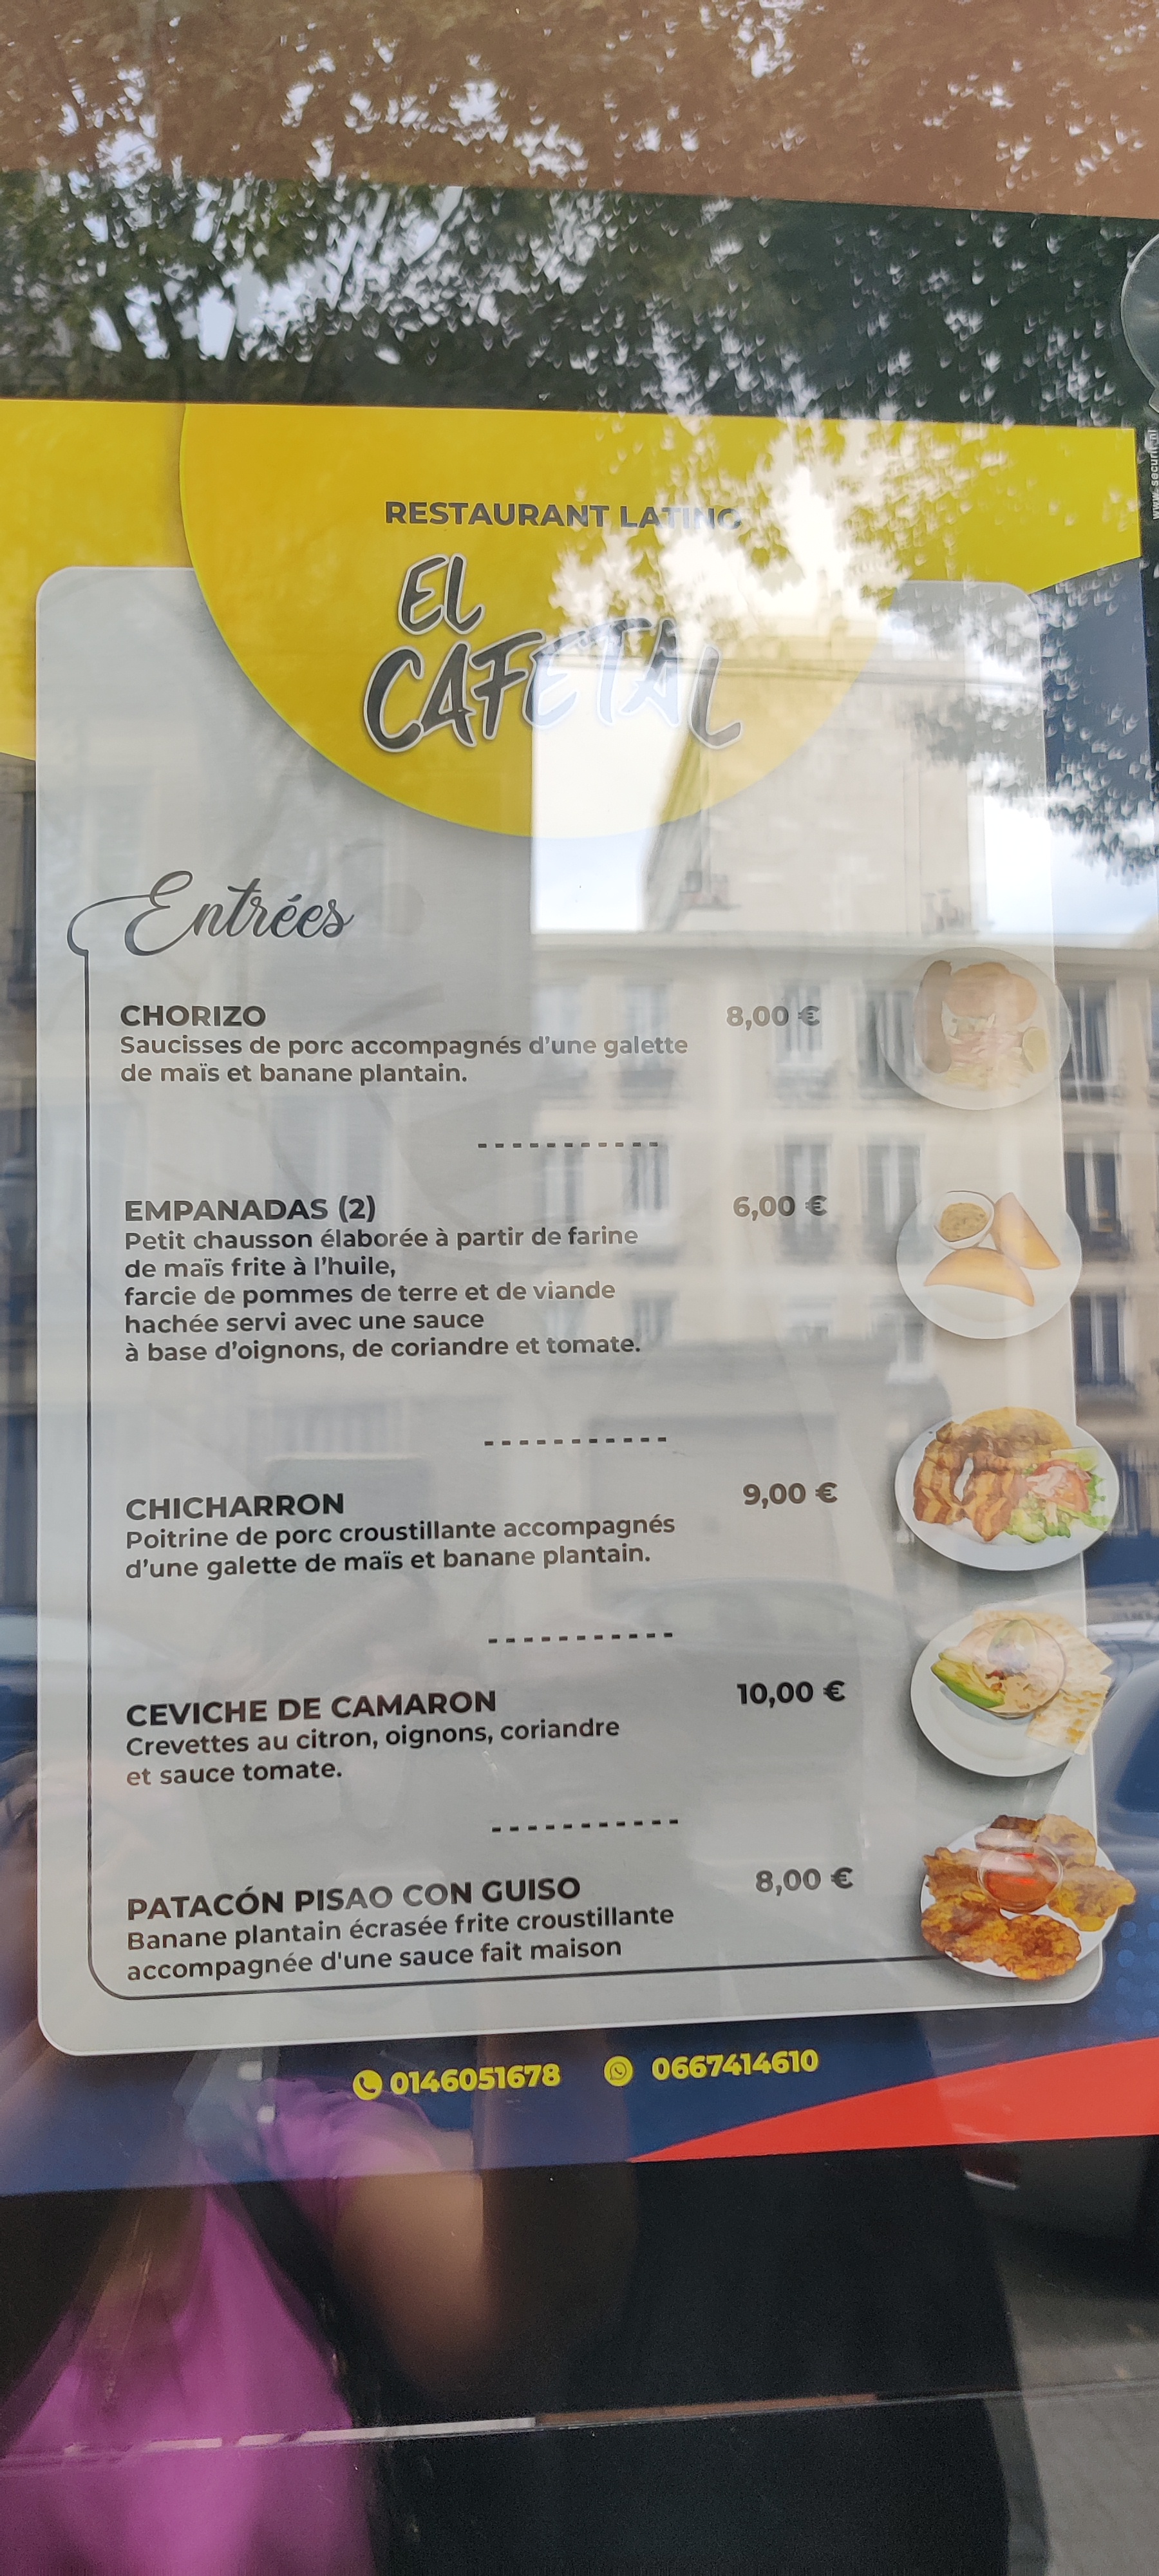 RESTAURANT LATINO
EL
CAFETAL
Entrées
CHORIZO 8,00 €
Saucisses de porc accompagnés d'une galette
de maïs et banane plantain.
EMPANADAS (2) 6,00 €
Petit chausson élaborée à partir de farine
de maïs frite à l'huile,
farcie de pommes de terre et de viande
hachée servi avec une sauce
à base d'oignons, de coriandre et tomate.
CHICHARRON 9,00 €
Poitrine de porc croustillante accompagnés
d'une galette de maïs et banane plantain.
CEVICHE DE CAMARON 10,00 €
Crevettes au citron, oignons, coriandre
et sauce tomate.
PATACÓN PISAO CON GUISO 8,00 €
Banane plantain écrasée frite croustillante
accompagnée d'une sauce fait maison
0146051678 0667414610
www.securit.nl